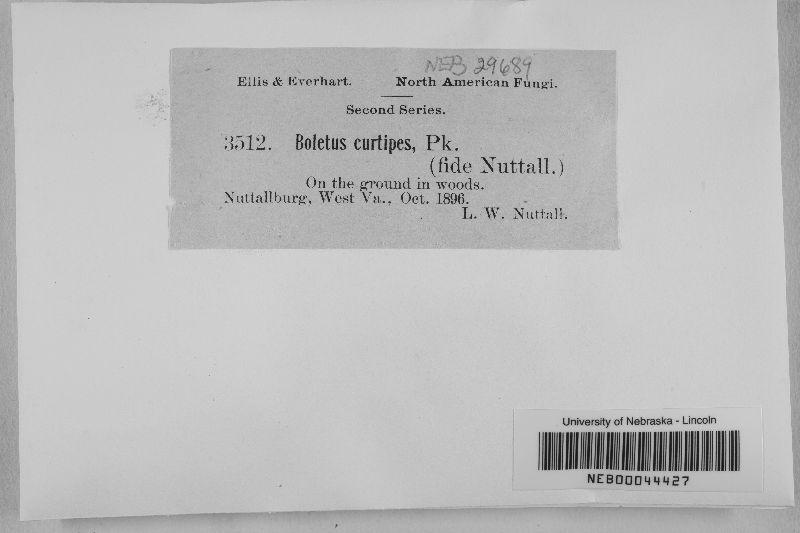 NEB 29689
Ellis & Everhart. North American Fungi.
Second Series.
3512. Boletus curtipes, Pk.
(fide Nuttall.)
On the ground in woods.
Nuttallburg, West Va., Oct. 1896.
L. W. Nuttall.
University of Nebraska - Lincoln
NEB00044427